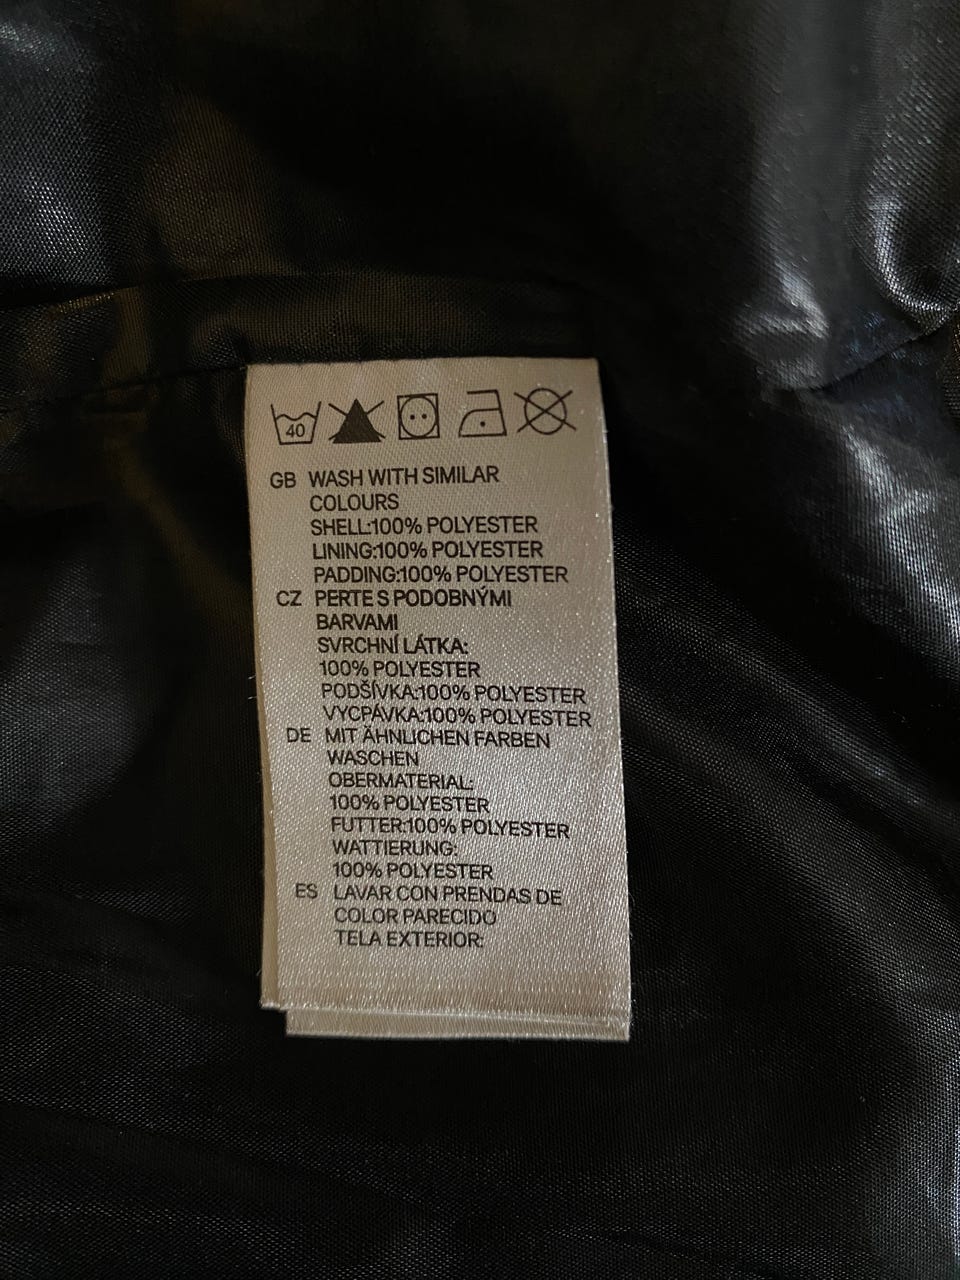 40
GB WASH WITH SIMILAR
COLOURS
SHELL:100% POLYESTER
LINING:100% POLYESTER
PADDING:100% POLYESTER
CZ PERTE S PODOBNÝMI
BARVAMI
SVRCHNÍ LÁTKA:
100% POLYESTER
PODŠÍVKA:100% POLYESTER
VYCPÁVKA:100% POLYESTER
DE MIT ÄHNLICHEN FARBEN
WASCHEN
OBERMATERIAL:
100% POLYESTER
FUTTER:100% POLYESTER
WATTIERUNG:
100% POLYESTER
ES LAVAR CON PRENDAS DE
COLOR PARECIDO
TELA EXTERIOR: